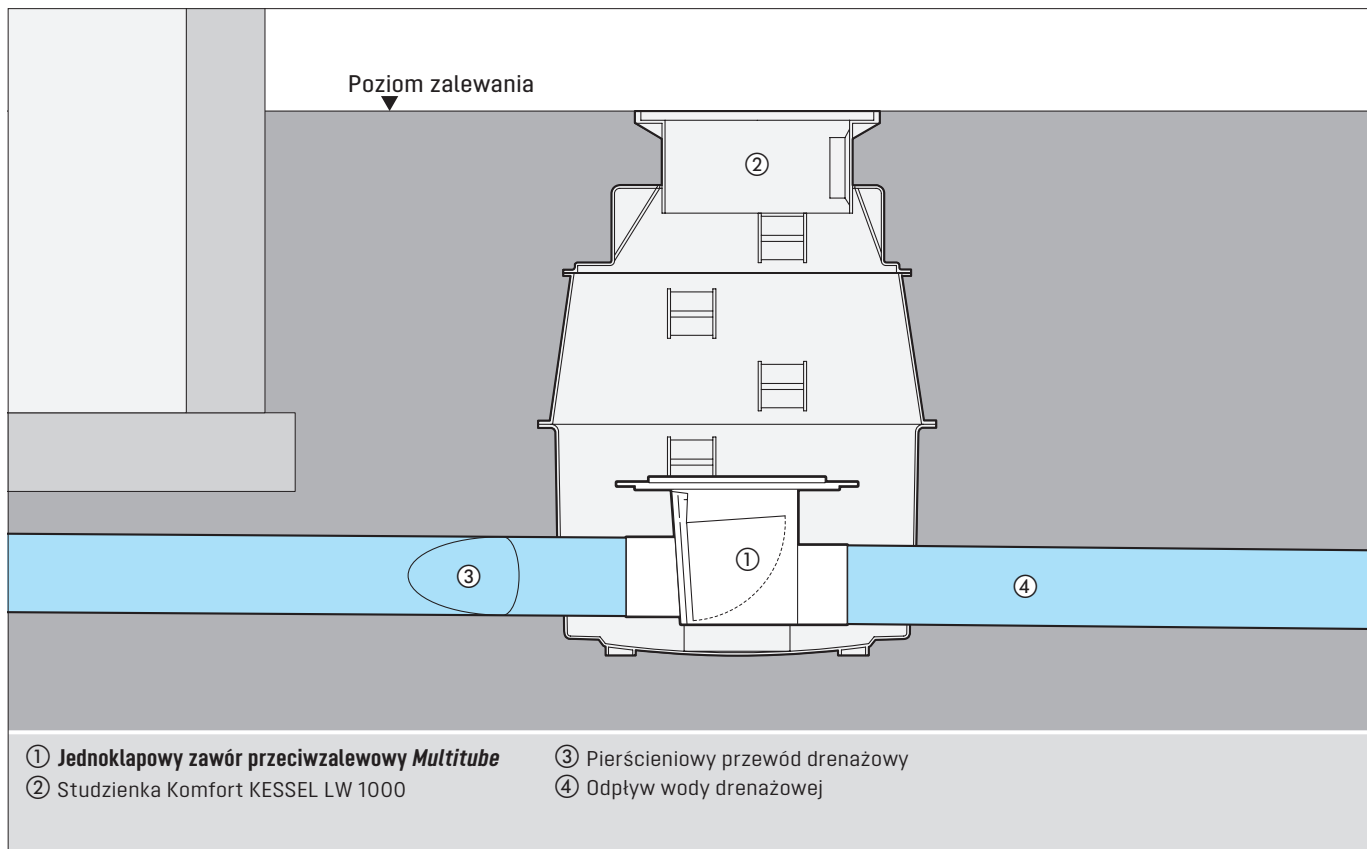 Poziom zalewania
②
①
③
④
① Jednoklapowy zawór przeciwzalewowy Multitube
② Studzienka Komfort KESSEL LW 1000
③ Pierścieniowy przewód drenażowy
④ Odpływ wody drenażowej